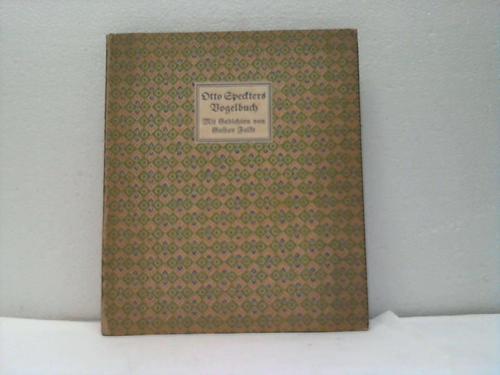 Otto Speckters
Vogelbuch
Mit Gedichten von
Gustav Falke